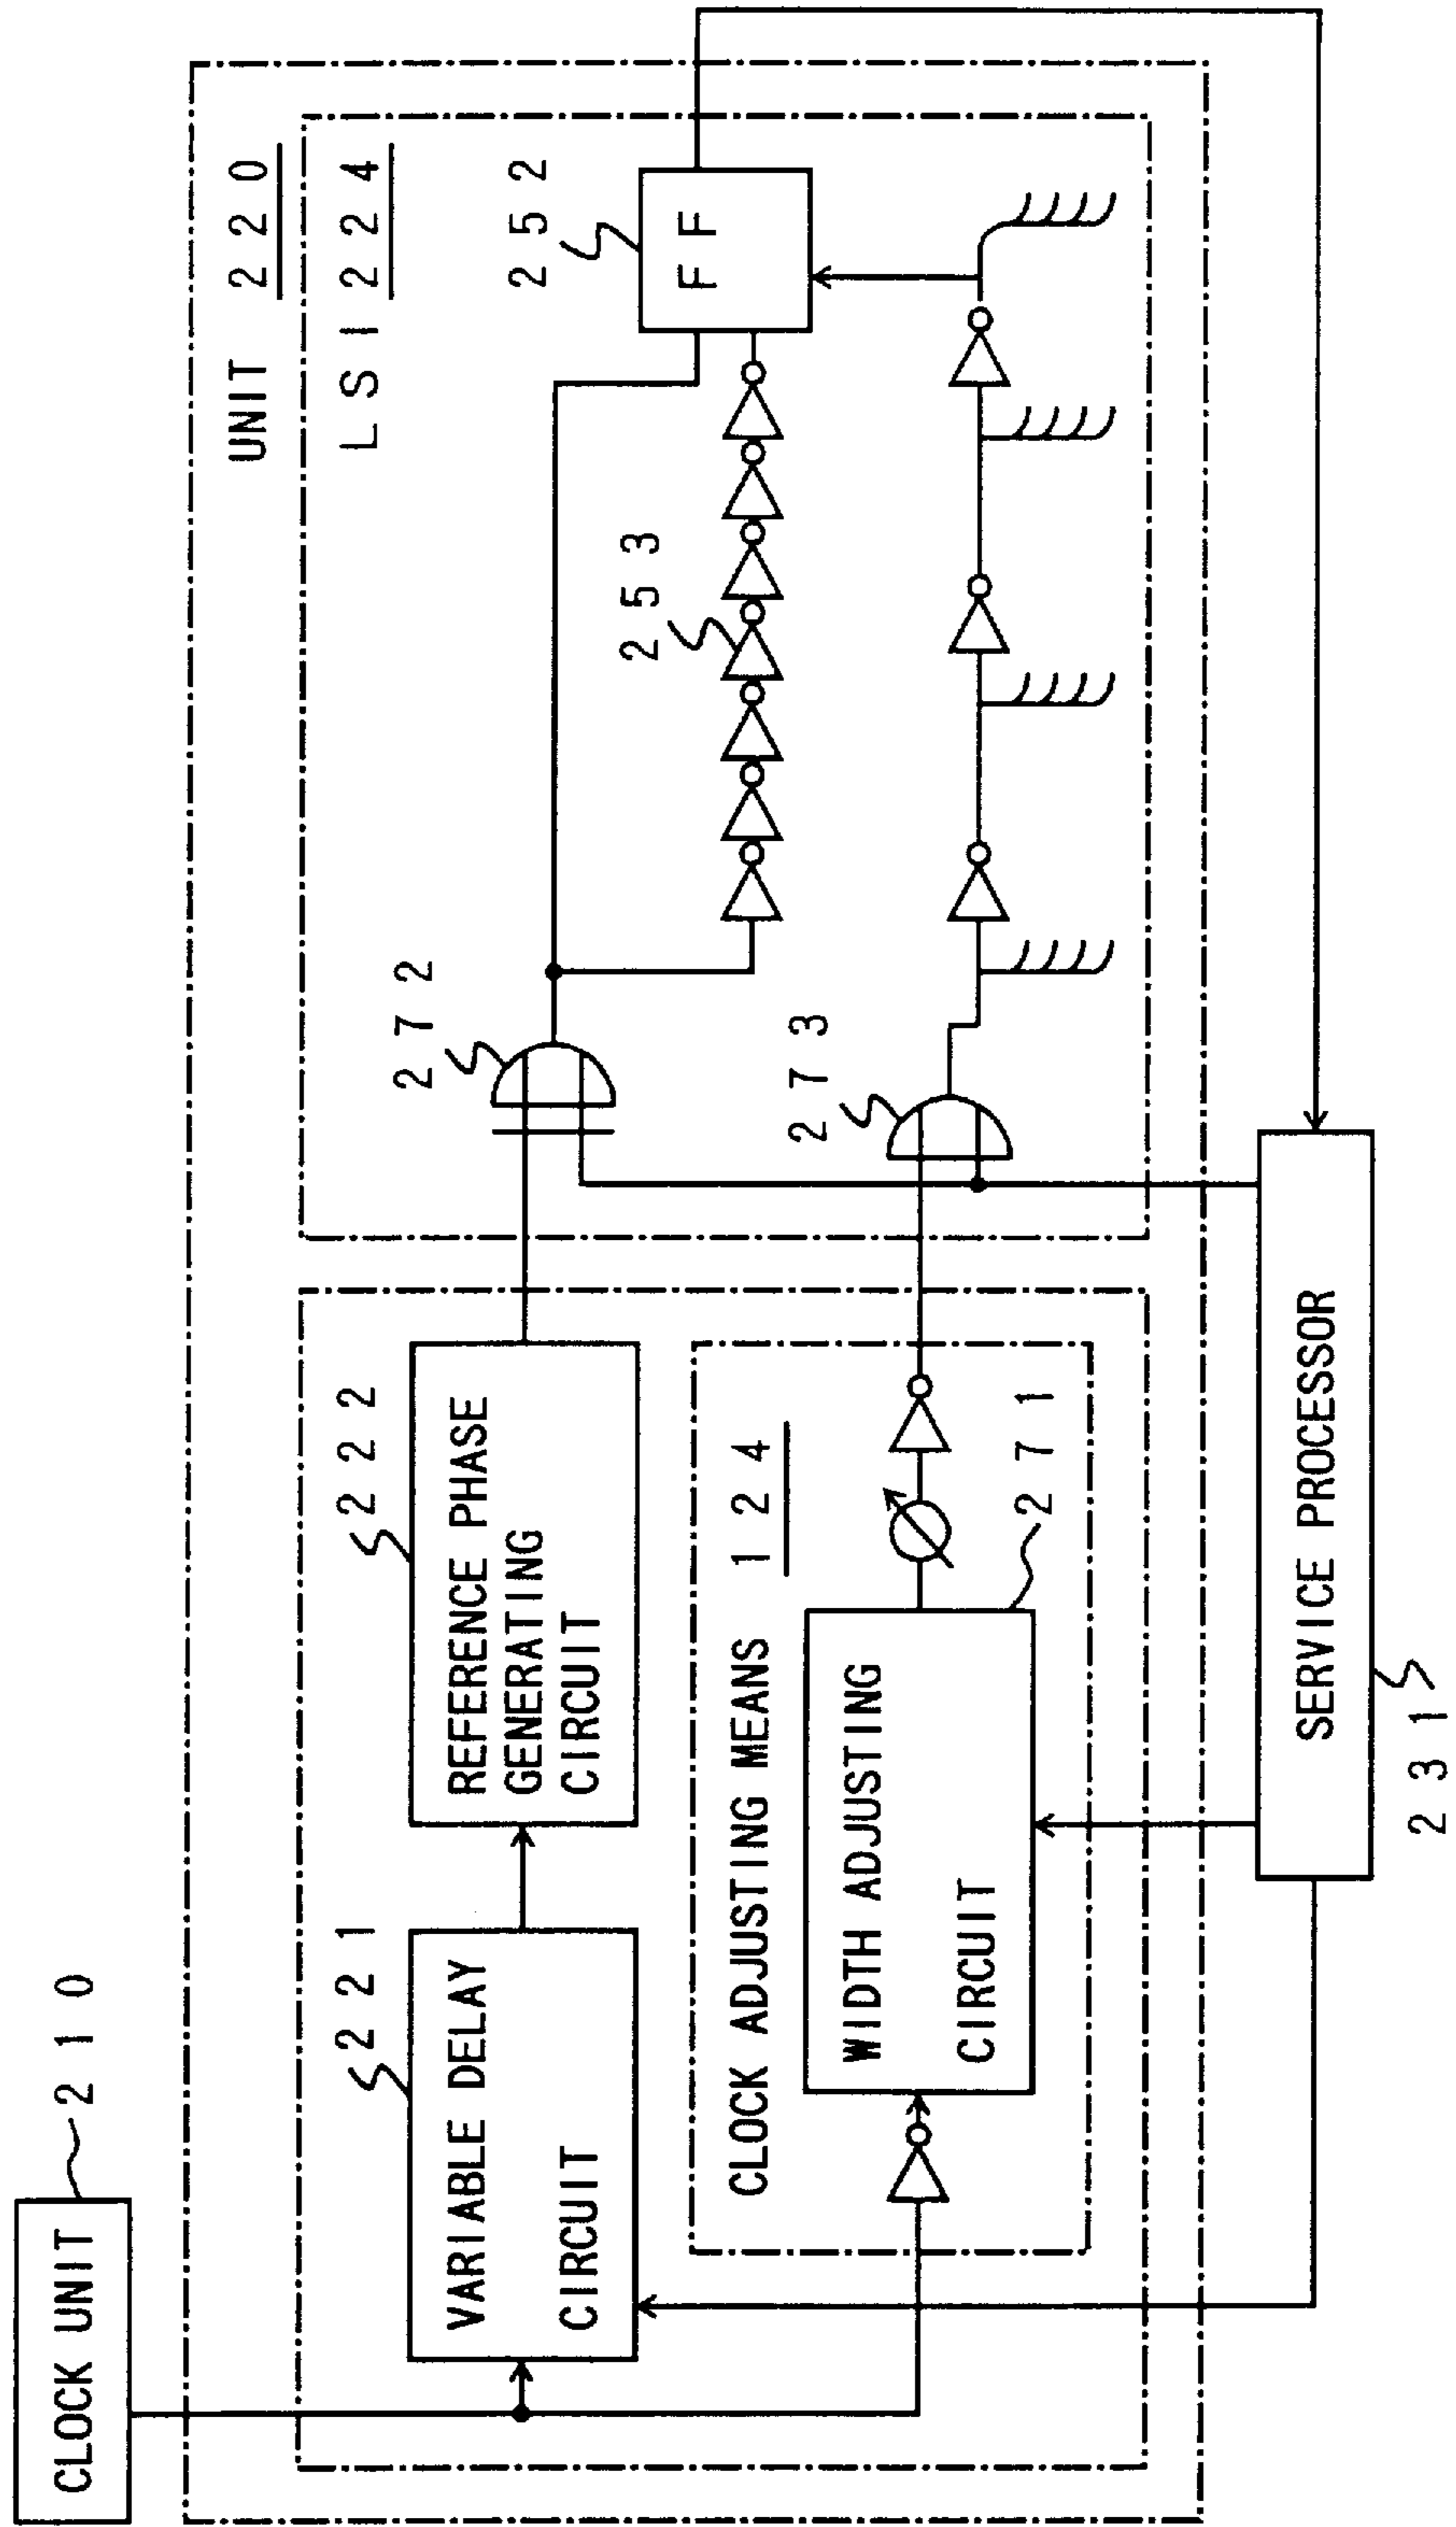 CLOCK UNIT
210
UNIT 220
LSI 224
221
VARIABLE DELAY
CIRCUIT
222
REFERENCE PHASE
GENERATING
CIRCUIT
272
252
FF
253
CLOCK ADJUSTING MEANS 124
WIDTH ADJUSTING
CIRCUIT
271
273
SERVICE PROCESSOR
231